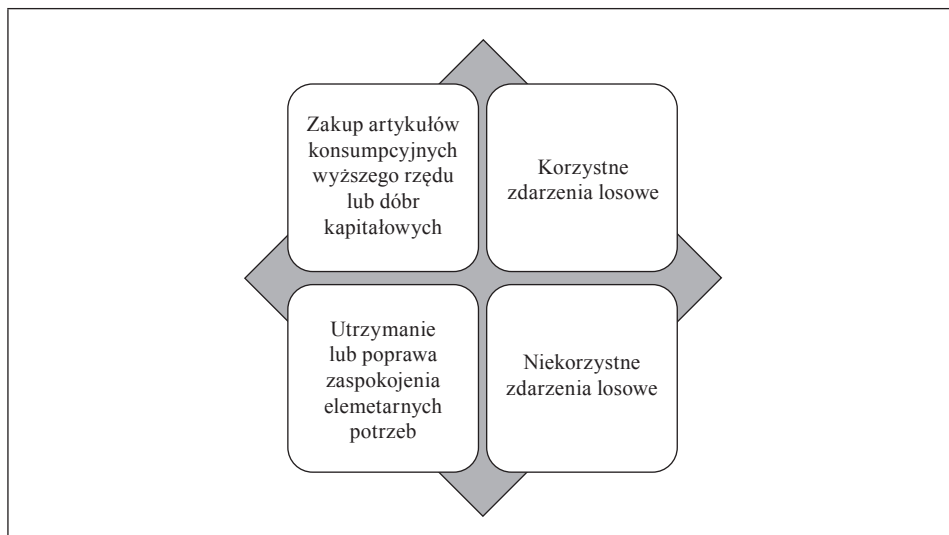 Zakup artykułów
konsumpcyjnych
wyższego rzędu
lub dóbr
kapitałowych
Korzystne
zdarzenia losowe
Utrzymanie
lub poprawa
zaspokojenia
elemetarnych
potrzeb
Niekorzystne
zdarzenia losowe